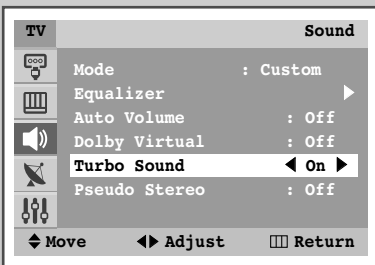 TV Sound
Mode : Custom
Equalizer
Auto Volume : Off
Dolby Virtual : Off
Turbo Sound ◀ On ▶
Pseudo Stereo : Off
Move Adjust Return